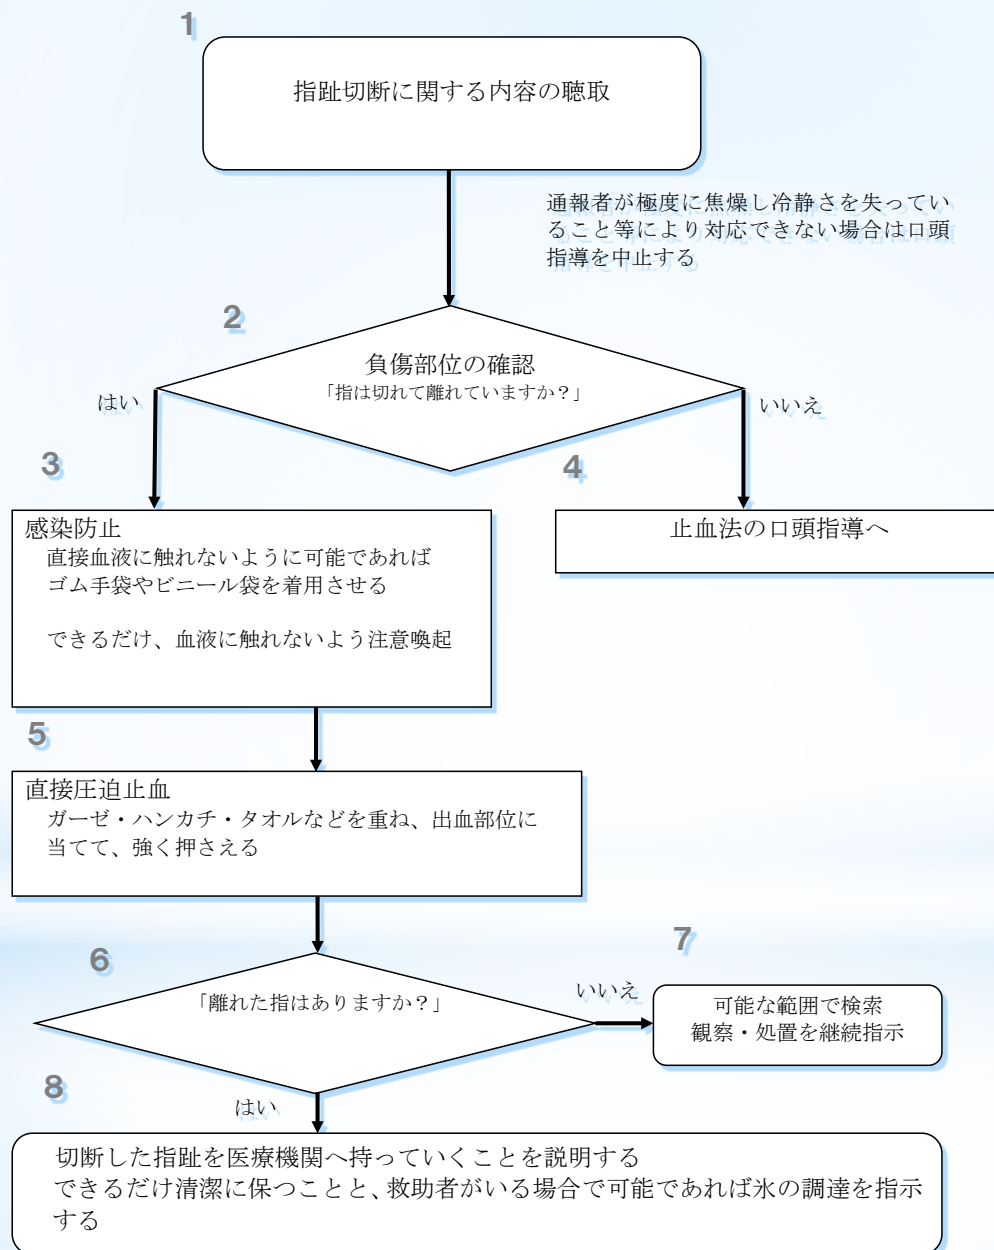 1
指趾切断に関する内容の聴取
通報者が極度に焦燥し冷静さを失ってい
ること等により対応できない場合は口頭
指導を中止する
2
負傷部位の確認
「指は切れて離れていますか？」
はい
いいえ
3
4
感染防止
直接血液に触れないように可能であれば
ゴム手袋やビニール袋を着用させる
できるだけ、血液に触れないよう注意喚起
止血法の口頭指導へ
5
直接圧迫止血
ガーゼ・ハンカチ・タオルなどを重ね、出血部位に
当てて、強く押さえる
6
「離れた指はありますか？」
いいえ
7
可能な範囲で検索
観察・処置を継続指示
8
はい
切断した指趾を医療機関へ持っていくことを説明する
できるだけ清潔に保つことと、救助者がいる場合で可能であれば氷の調達を指示
する